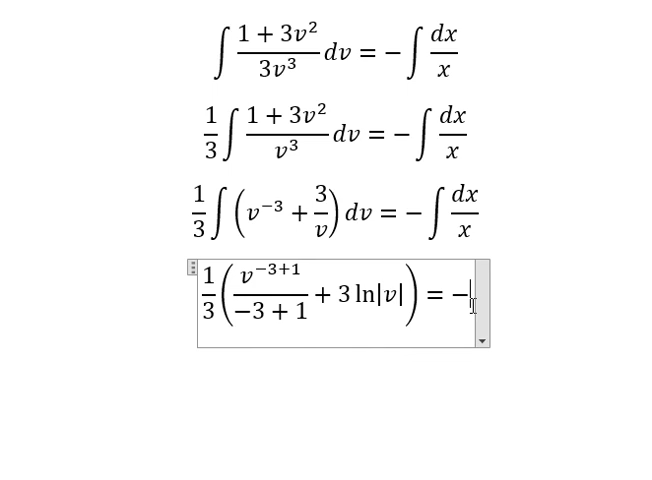 ∫ (1 + 3v²)/(3v³) dv = − ∫ dx/x
1/3 ∫ (1 + 3v²)/v³ dv = − ∫ dx/x
1/3 ∫ (v⁻³ + 3/v) dv = − ∫ dx/x
1/3 (v⁻³⁺¹/(−3 + 1) + 3 ln|v|) = −